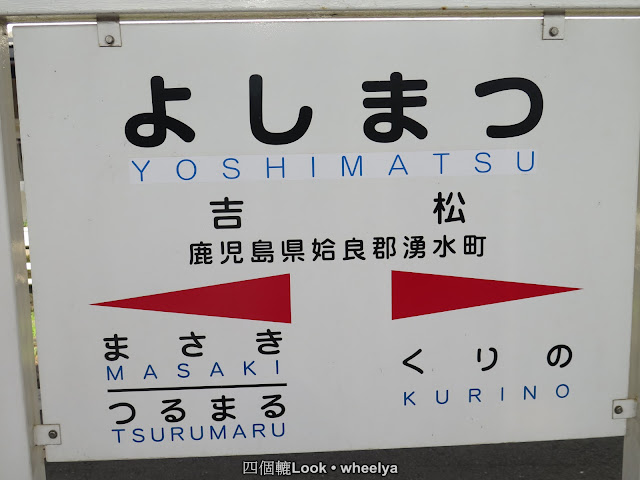 よしまつ
YOSHIMATSU
吉松
鹿児島県姶良郡湧水町
まさき
MASAKI
つるまる
TSURUMARU
くりの
KURINO
四個轆Look・wheelya